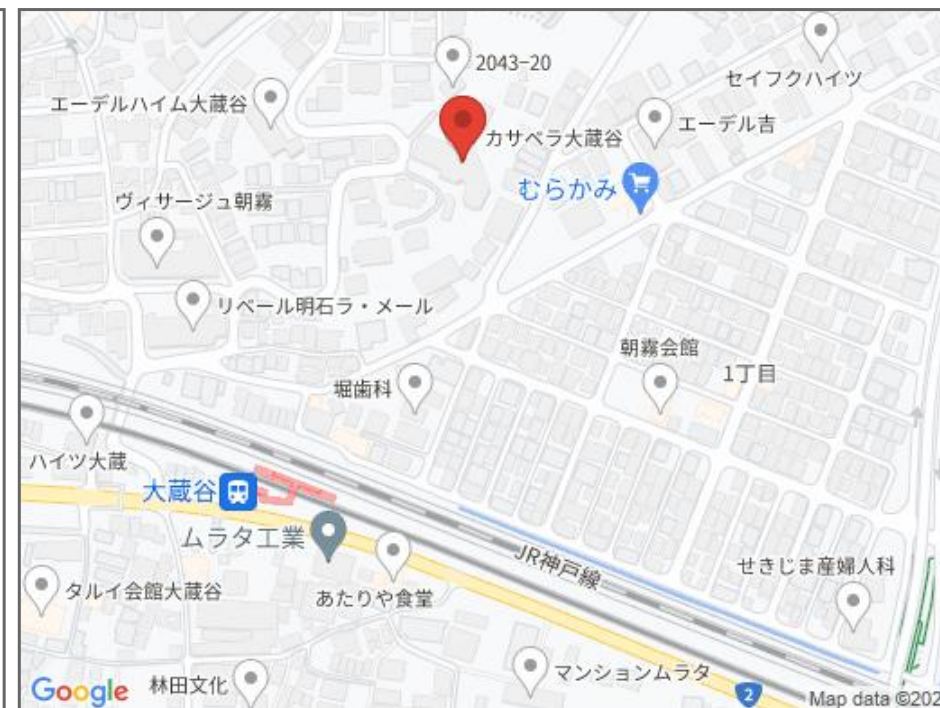 2043-20
セイフクハイツ
エーデルハイム大蔵谷
カサベラ大蔵谷
エーデル吉
むらかみ
ヴィサージュ朝霧
リベール明石ラ・メール
朝霧会館
1丁目
堀歯科
ハイツ大蔵
大蔵谷
ムラタ工業
JR神戸線
せきじま産婦人科
タルイ会館大蔵谷
あたりや食堂
マンションムラタ
林田文化
2
Google
Map data ©202